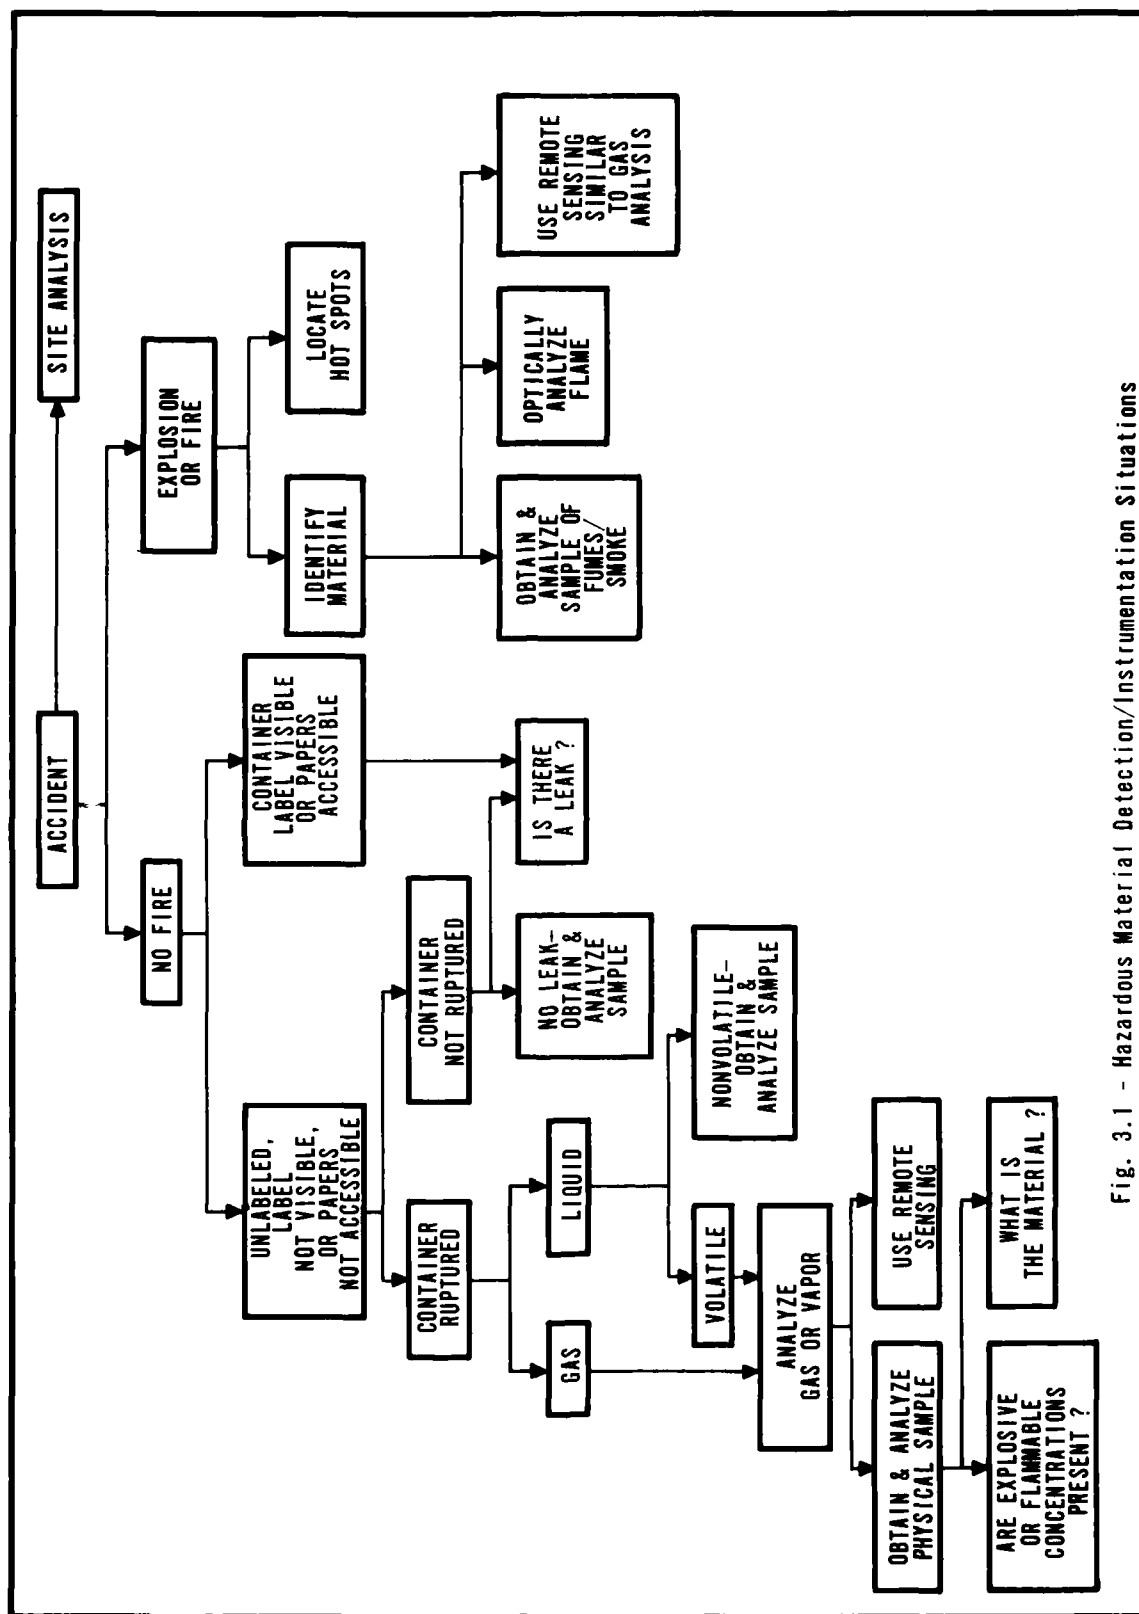 ACCIDENT
SITE ANALYSIS
NO FIRE
EXPLOSION
OR FIRE
UNLABELED,
LABEL
NOT VISIBLE,
OR PAPERS
NOT ACCESSIBLE
CONTAINER
LABEL VISIBLE
OR PAPERS
ACCESSIBLE
IDENTIFY
MATERIAL
LOCATE
HOT SPOTS
CONTAINER
RUPTURED
CONTAINER
NOT RUPTURED
OBTAIN &
ANALYZE
SAMPLE OF
FUMES/
SMOKE
OPTICALLY
ANALYZE
FLAME
USE REMOTE
SENSING
SIMILAR
TO GAS
ANALYSIS
GAS
LIQUID
NO LEAK–
OBTAIN &
ANALYZE
SAMPLE
IS THERE
A LEAK ?
VOLATILE
NONVOLATILE–
OBTAIN &
ANALYZE SAMPLE
ANALYZE
GAS OR VAPOR
OBTAIN & ANALYZE
PHYSICAL SAMPLE
USE REMOTE
SENSING
ARE EXPLOSIVE
OR FLAMMABLE
CONCENTRATIONS
PRESENT ?
WHAT IS
THE MATERIAL ?
Fig. 3.1 - Hazardous Material Detection/Instrumentation Situations